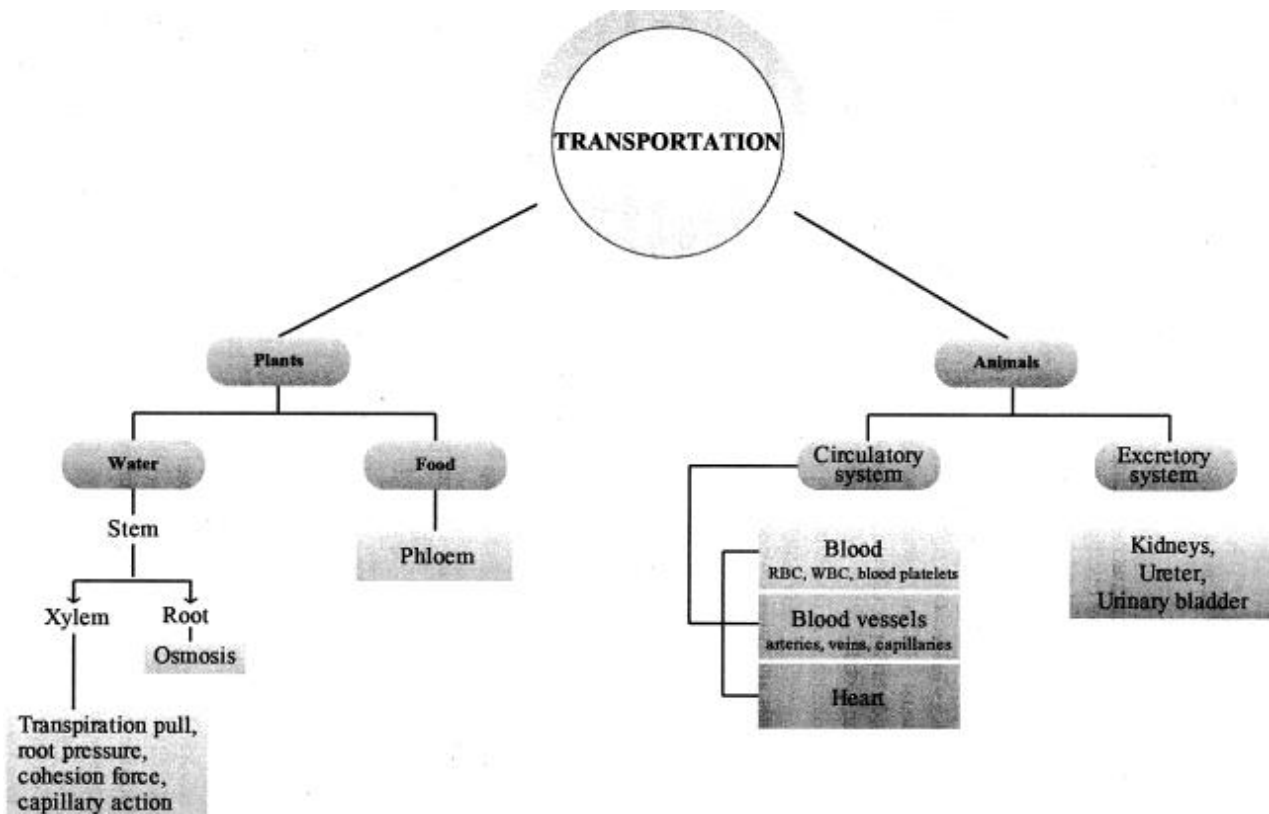 TRANSPORTATION
Plants
Animals
Water
Food
Circulatory
system
Excretory
system
Stem
Phloem
Xylem
Root
Osmosis
Transpiration pull,
root pressure,
cohesion force,
capillary action
Blood
RBC, WBC, blood platelets
Blood vessels
arteries, veins, capillaries
Heart
Kidneys,
Ureter,
Urinary bladder